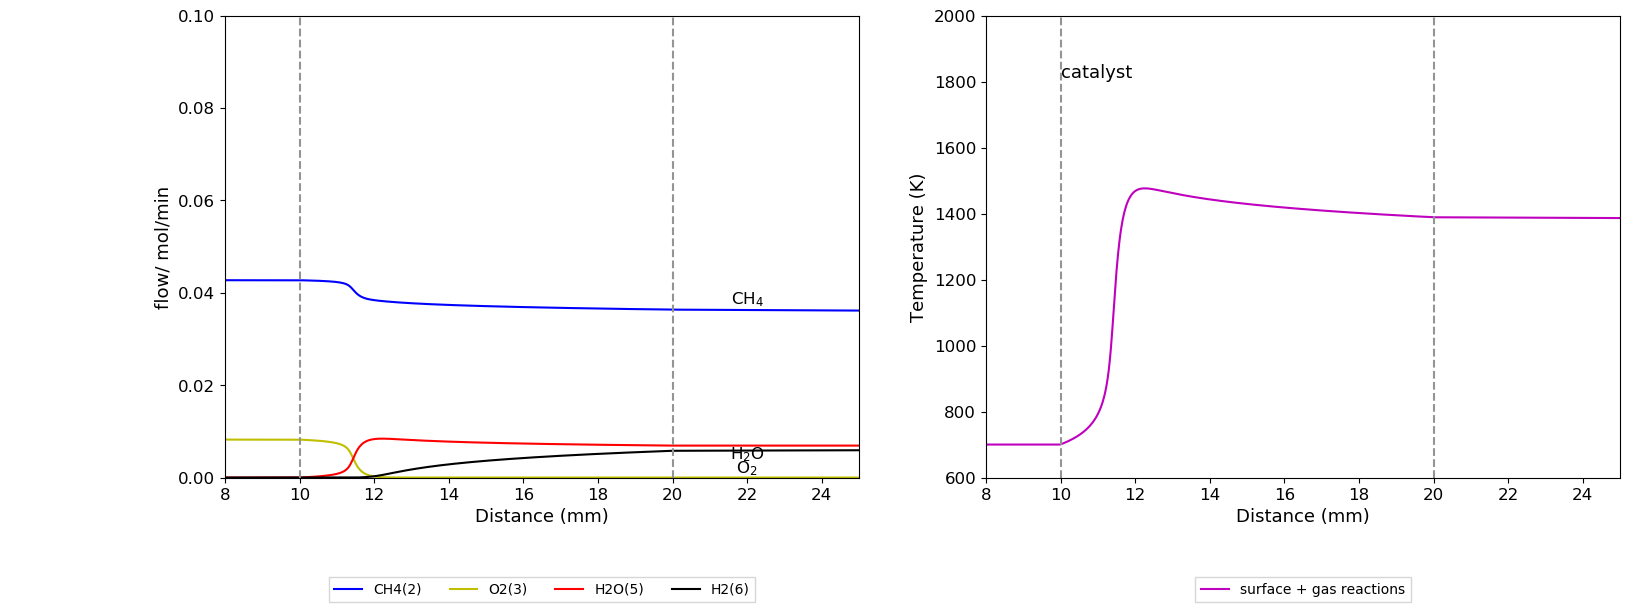 0.10
0.08
0.06
0.04
0.02
0.00
flow/ mol/min
CH₄
H₂O
O₂
8 10 12 14 16 18 20 22 24
Distance (mm)
CH4(2) O2(3) H2O(5) H2(6)
2000
1800
1600
1400
1200
1000
800
600
Temperature (K)
catalyst
8 10 12 14 16 18 20 22 24
Distance (mm)
surface + gas reactions